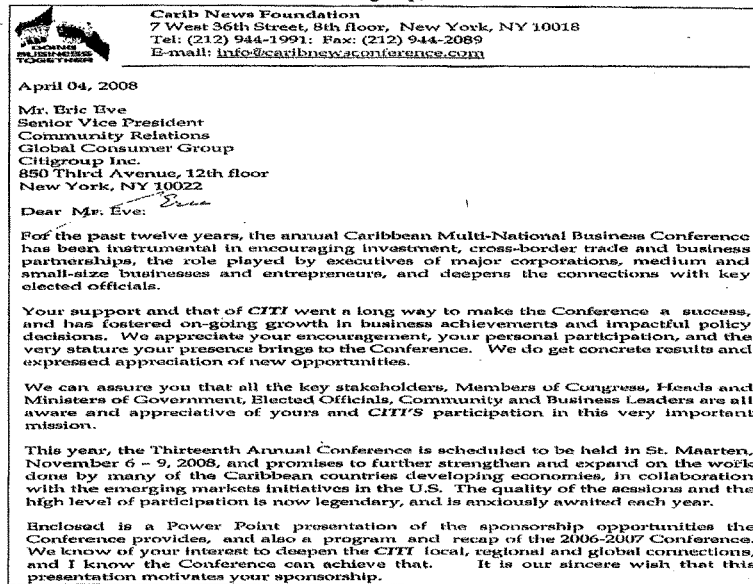 DOING
BUSINESS
TOGETHER
Carib News Foundation
7 West 36th Street, 8th floor, New York, NY 10018
Tel: (212) 944-1991: Fax: (212) 944-2089
E-mail: info@caribnewsconference.com
April 04, 2008
Mr. Eric Eve
Senior Vice President
Community Relations
Global Consumer Group
Citigroup Inc.
850 Third Avenue, 12th floor
New York, NY 10022
Eric
Dear Mr. Eve:
For the past twelve years, the annual Caribbean Multi-National Business Conference
has been instrumental in encouraging investment, cross-border trade and business
partnerships, the role played by executives of major corporations, medium and
small-size businesses and entrepreneurs, and deepens the connections with key
elected officials.
Your support and that of CITI went a long way to make the Conference a success,
and has fostered on-going growth in business achievements and impactful policy
decisions. We appreciate your encouragement, your personal participation, and the
very stature your presence brings to the Conference. We do get concrete results and
expressed appreciation of new opportunities.
We can assure you that all the key stakeholders, Members of Congress, Heads and
Ministers of Government, Elected Officials, Community and Business Leaders are all
aware and appreciative of yours and CITI'S participation in this very important
mission.
This year, the Thirteenth Annual Conference is scheduled to be held in St. Maarten,
November 6 – 9, 2008, and promises to further strengthen and expand on the work
done by many of the Caribbean countries developing economies, in collaboration
with the emerging markets initiatives in the U.S. The quality of the sessions and the
high level of participation is now legendary, and is anxiously awaited each year.
Enclosed is a Power Point presentation of the sponsorship opportunities the
Conference provides, and also a program and recap of the 2006-2007 Conference.
We know of your interest to deepen the CITI local, regional and global connections,
and I know the Conference can achieve that. It is our sincere wish that this
presentation motivates your sponsorship.